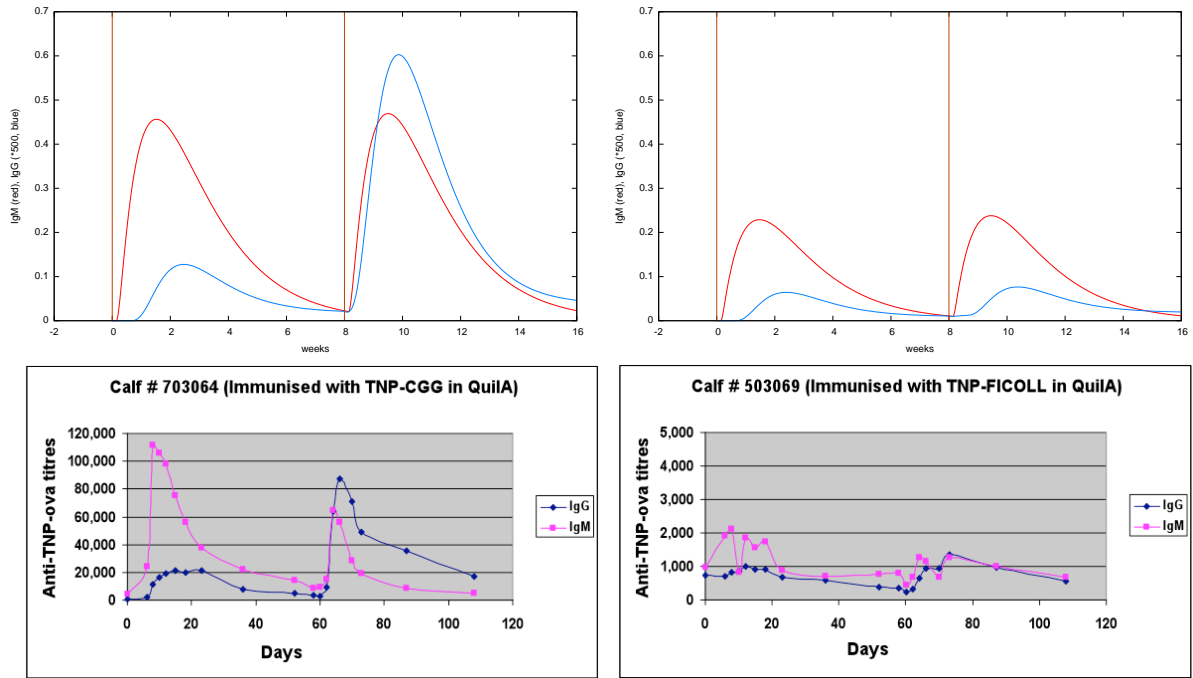 0.7
0.6
0.5
0.4
0.3
0.2
0.1
0
IgM (red), IgG (*500, blue)
-2 0 2 4 6 8 10 12 14 16
weeks
0.7
0.6
0.5
0.4
0.3
0.2
0.1
0
IgM (red), IgG (*500, blue)
-2 0 2 4 6 8 10 12 14 16
weeks
Calf # 703064 (Immunised with TNP-CGG in QuilA)
Anti-TNP-ova titres
120,000
100,000
80,000
60,000
40,000
20,000
0
0 20 40 60 80 100 120
Days
IgG
IgM
Calf # 503069 (Immunised with TNP-FICOLL in QuilA)
Anti-TNP-ova titres
5,000
4,000
3,000
2,000
1,000
0
0 20 40 60 80 100 120
Days
IgG
IgM